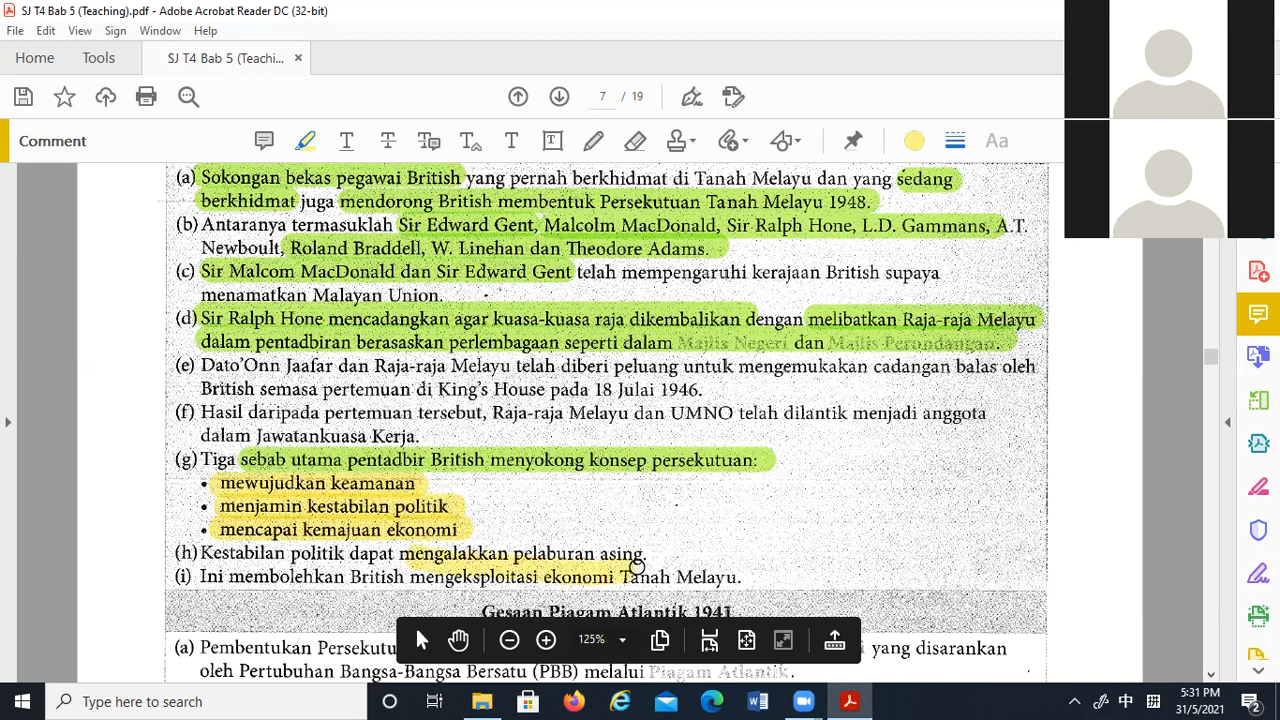 SJ T4 Bab 5 (Teaching).pdf - Adobe Acrobat Reader DC (32-bit)
File Edit View Sign Window Help
Home Tools SJ T4 Bab 5 (Teachi... ×
7 / 19
Comment
Aa
(a) Sokongan bekas pegawai British yang pernah berkhidmat di Tanah Melayu dan yang sedang
berkhidmat juga mendorong British membentuk Persekutuan Tanah Melayu 1948.
(b) Antaranya termasuklah Sir Edward Gent, Malcolm MacDonald, Sir Ralph Hone, L.D. Gammans, A.T.
Newboult, Roland Braddell, W. Linehan dan Theodore Adams.
(c) Sir Malcom MacDonald dan Sir Edward Gent telah mempengaruhi kerajaan British supaya
menamatkan Malayan Union.
(d) Sir Ralph Hone mencadangkan agar kuasa-kuasa raja dikembalikan dengan melibatkan Raja-raja Melayu
dalam pentadbiran berasaskan perlembagaan seperti dalam Majlis Negeri dan Majlis Perundangan.
(e) Dato'Onn Jaafar dan Raja-raja Melayu telah diberi peluang untuk mengemukakan cadangan balas oleh
British semasa pertemuan di King's House pada 18 Julai 1946.
(f) Hasil daripada pertemuan tersebut, Raja-raja Melayu dan UMNO telah dilantik menjadi anggota
dalam Jawatankuasa Kerja.
(g) Tiga sebab utama pentadbir British menyokong konsep persekutuan:
• mewujudkan keamanan
• menjamin kestabilan politik
• mencapai kemajuan ekonomi
(h) Kestabilan politik dapat mengalakkan pelaburan asing.
(i) Ini membolehkan British mengeksploitasi ekonomi Tanah Melayu.
Gesaan Piagam Atlantik 1941
(a) Pembentukan Persekutu yang disarankan
oleh Pertubuhan Bangsa-Bangsa Bersatu (PBB) melalui Piagam Atlantik.
125%
Type here to search
中 拼 5:31 PM
31/5/2021
2